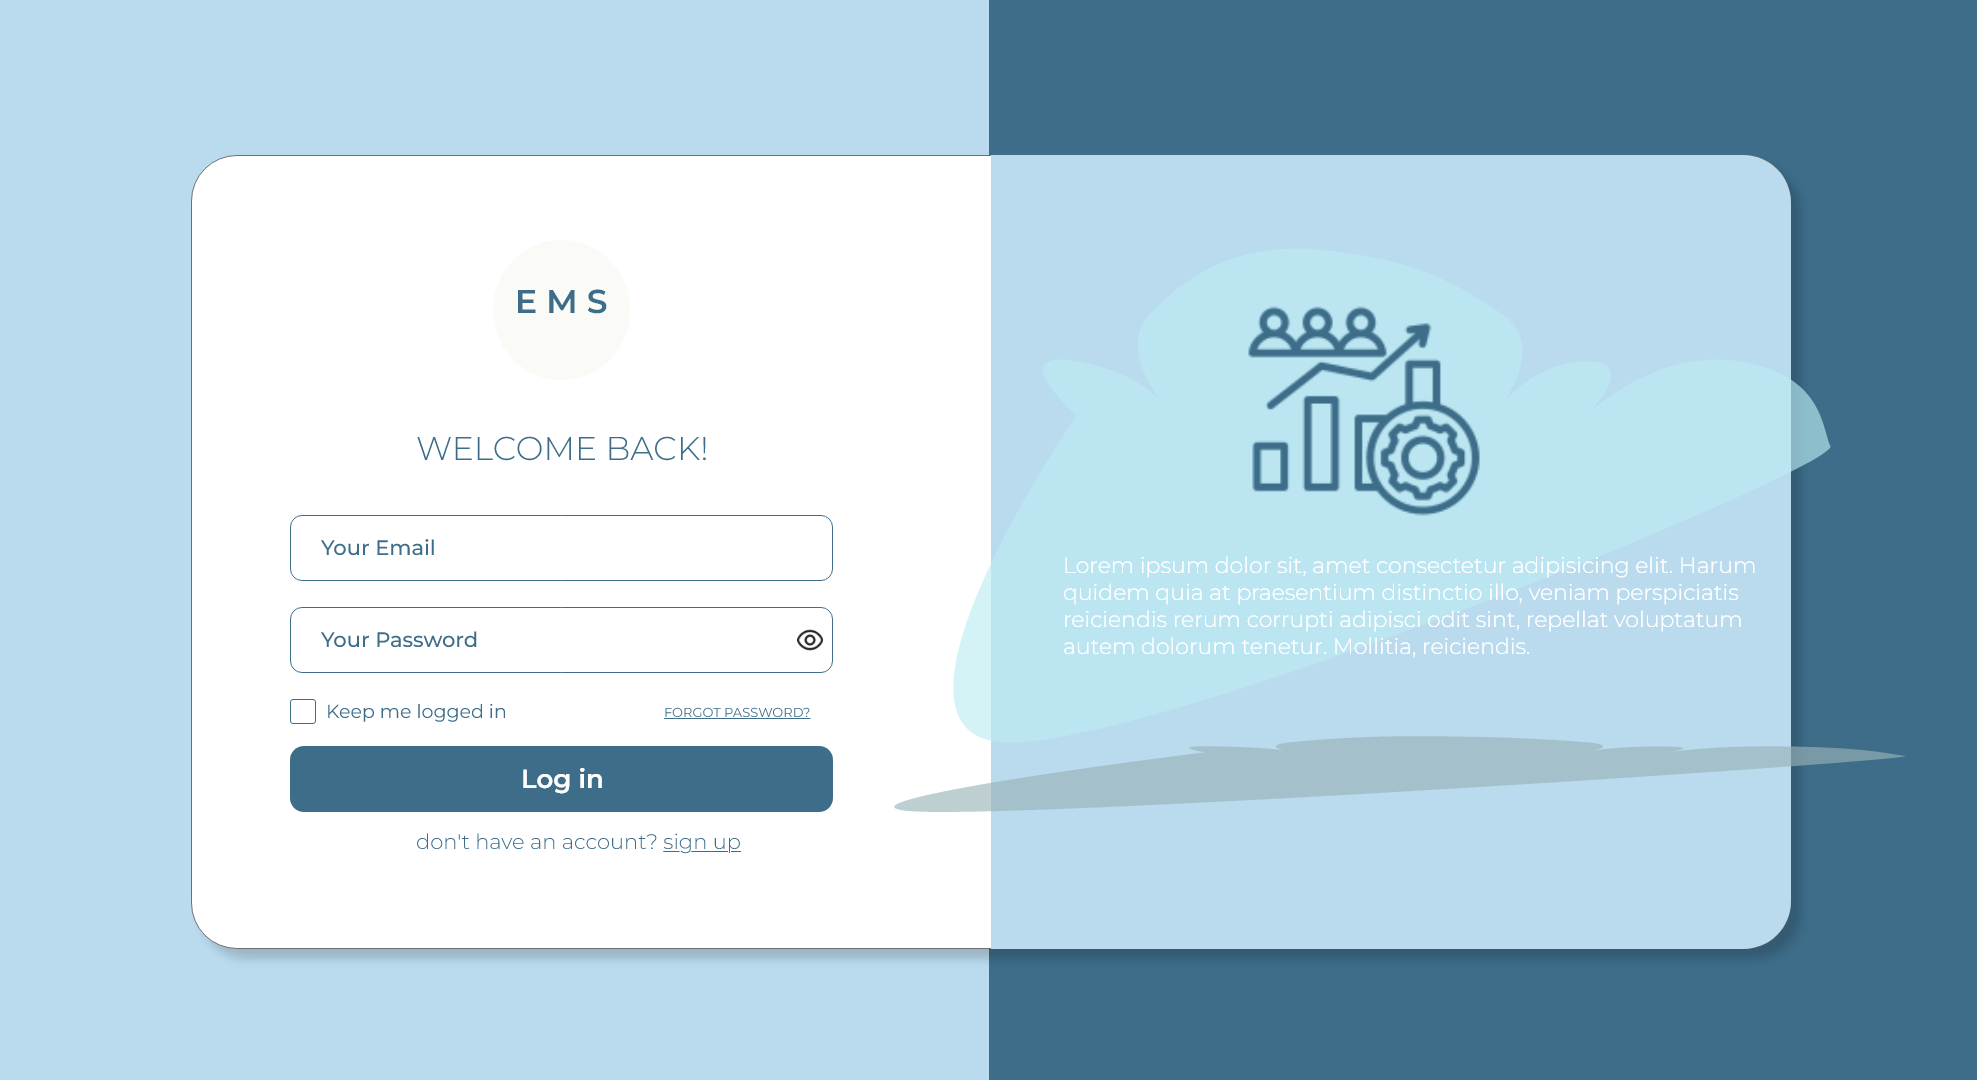 E M S
WELCOME BACK!
Your Email
Your Password
Keep me logged in
FORGOT PASSWORD?
Log in
don't have an account? sign up
Lorem ipsum dolor sit, amet consectetur adipisicing elit. Harum
quidem quia at praesentium distinctio illo, veniam perspiciatis
reiciendis rerum corrupti adipisci odit sint, repellat voluptatum
autem dolorum tenetur. Mollitia, reiciendis.